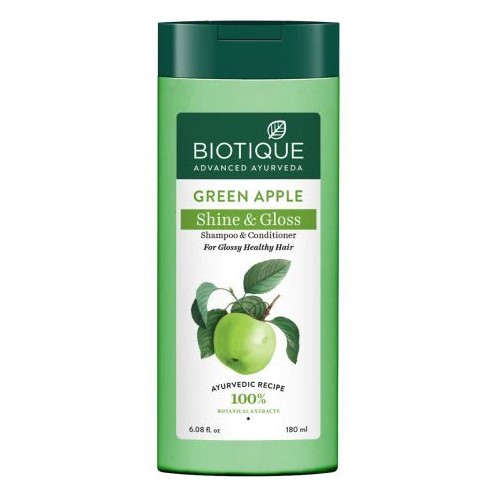 BIOTIQUE
ADVANCED AYURVEDA
GREEN APPLE
Shine & Gloss
Shampoo & Conditioner
For Glossy Healthy Hair
AYURVEDIC RECIPE
100%
BOTANICAL EXTRACTS
6.08 fl. oz 180 ml